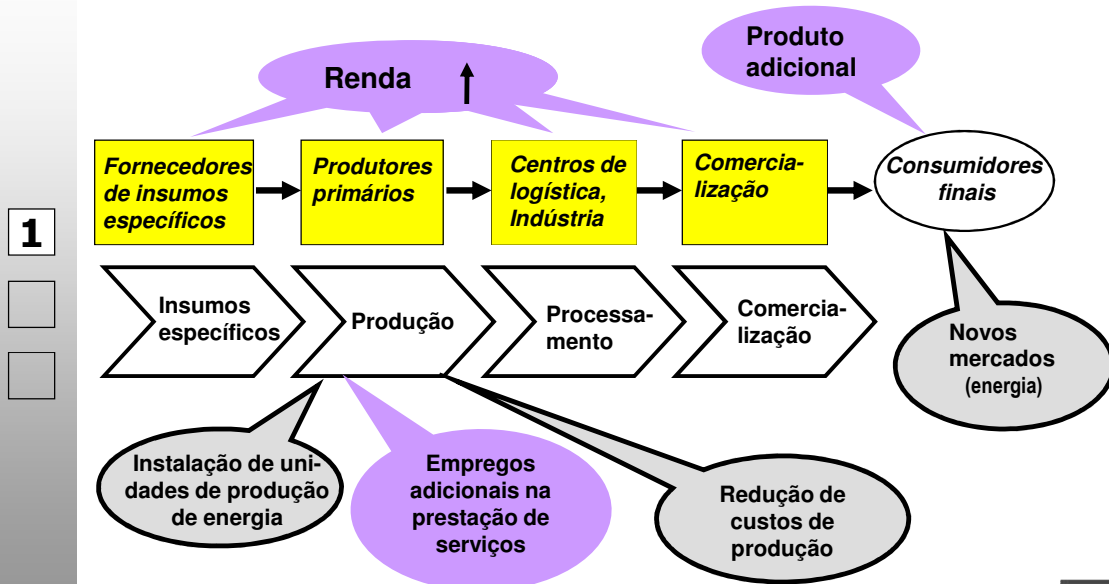 Produto
adicional
Renda
Fornecedores
de insumos
específicos
Produtores
primários
Centros de
logística,
Indústria
Comercia-
lização
Consumidores
finais
1
Insumos
específicos
Produção
Processa-
mento
Comercia-
lização
Novos
mercados
(energia)
Instalação de uni-
dades de produção
de energia
Empregos
adicionais na
prestação de
serviços
Redução de
custos de
produção